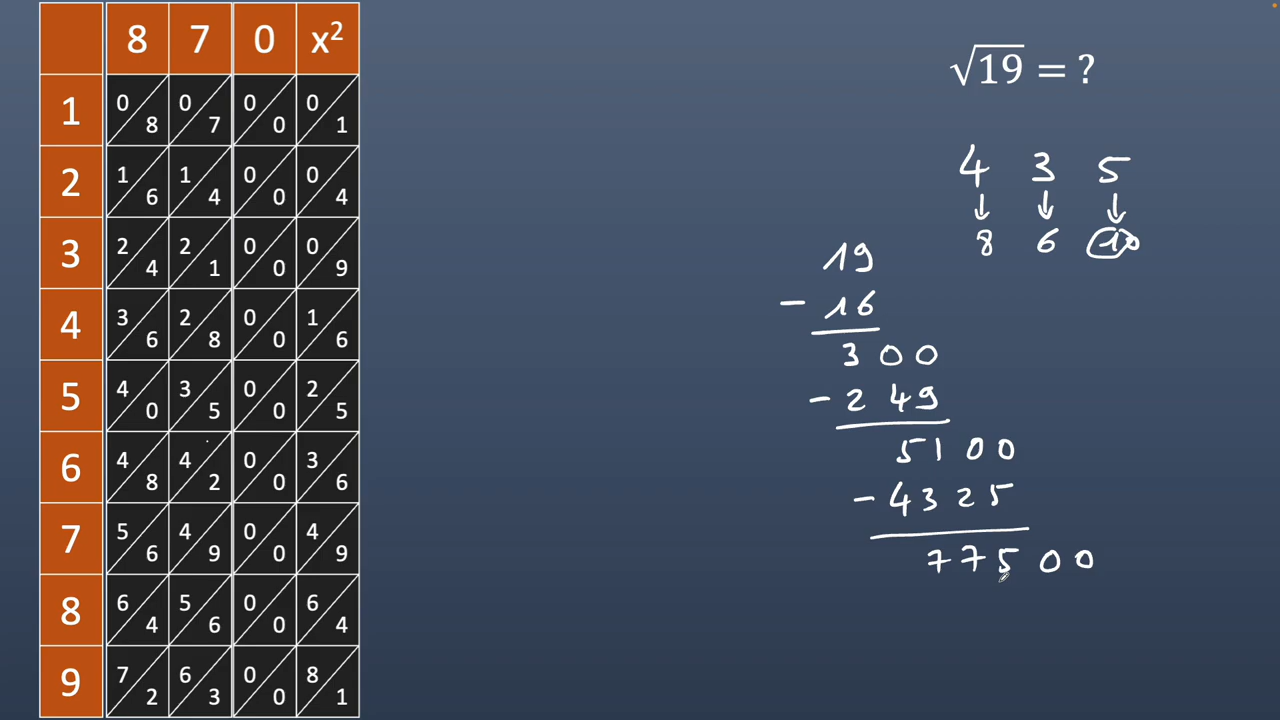 8 7 0 x²
1 0/8 0/7 0/0 0/1
2 1/6 1/4 0/0 0/4
3 2/4 2/1 0/0 0/9
4 3/6 2/8 0/0 1/6
5 4/0 3/5 0/0 2/5
6 4/8 4/2 0/0 3/6
7 5/6 4/9 0/0 4/9
8 6/4 5/6 0/0 6/4
9 7/2 6/3 0/0 8/1
√19 = ?
4 3 5
↓ ↓ ↓
8 6 10
19
- 16
300
- 249
5100
- 4325
77500